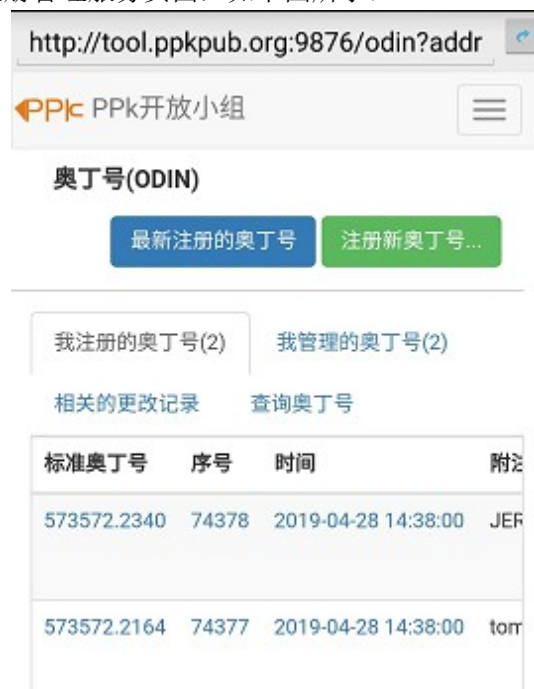 http://tool.ppkpub.org:9876/odin?addr
PPk PPk开放小组
奥丁号(ODIN)
最新注册的奥丁号 注册新奥丁号...
我注册的奥丁号(2) 我管理的奥丁号(2)
相关的更改记录 查询奥丁号
标准奥丁号 序号 时间 附注
573572.2340 74378 2019-04-28 14:38:00 JER
573572.2164 74377 2019-04-28 14:38:00 tom